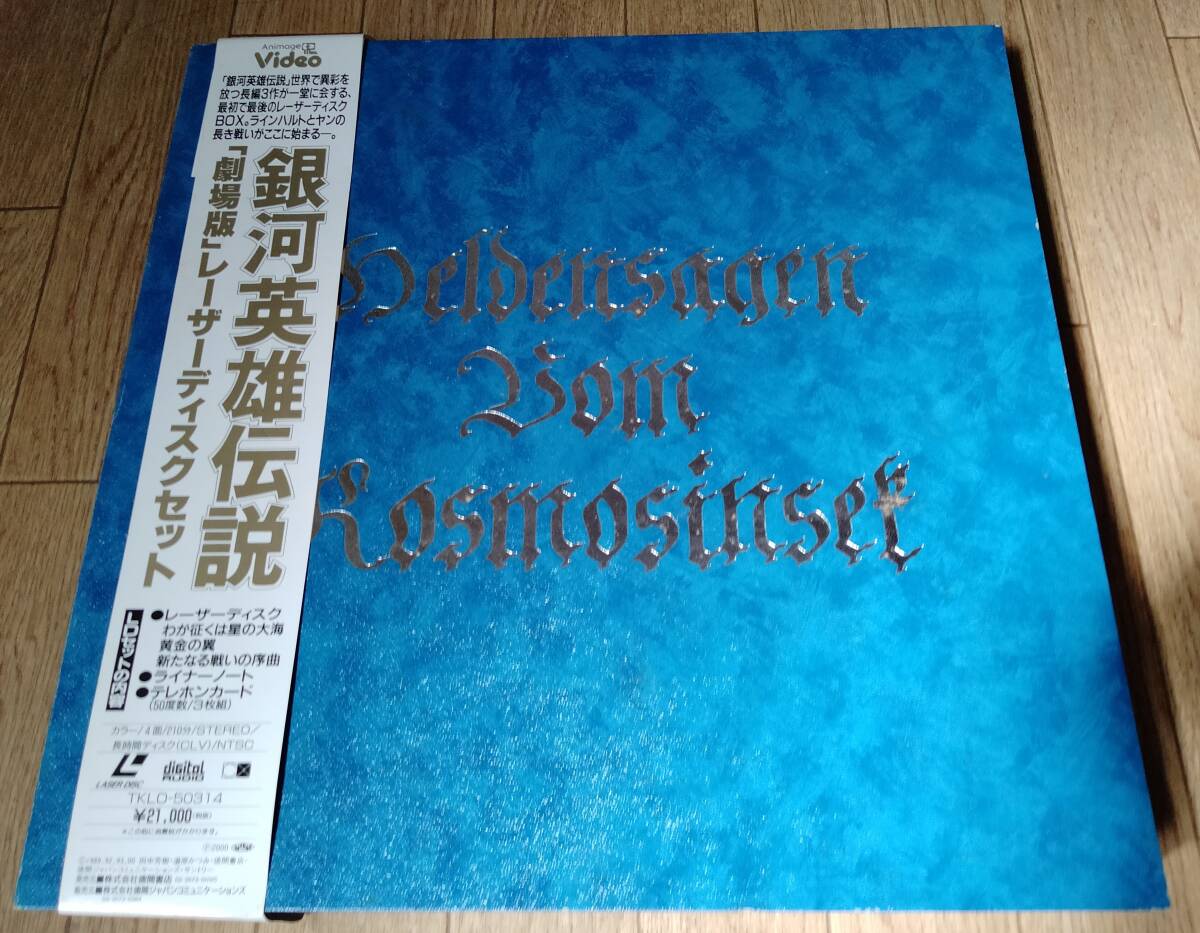 Animage
Video
「銀河英雄伝説」世界で異彩を
放つ長編3作が一堂に会する、
最初で最後のレーザーディスク
BOX。ラインハルトとヤンの
長き戦いがここに始まる―。
銀河英雄伝説
「劇場版」レーザーディスクセット
●レーザーディスク
わが征くは星の大海
黄金の翼
新たなる戦いの序曲
●ライナーノート
●テレホンカード
(50度数/3枚組)
カラー/4面/210分/STEREO/
長時間ディスク(CLV)/NTSC
LASER DISC
digital
AUDIO
TKLO-50314
¥21,000(税抜)
Heldensagen
Vom
Kosmosinsel